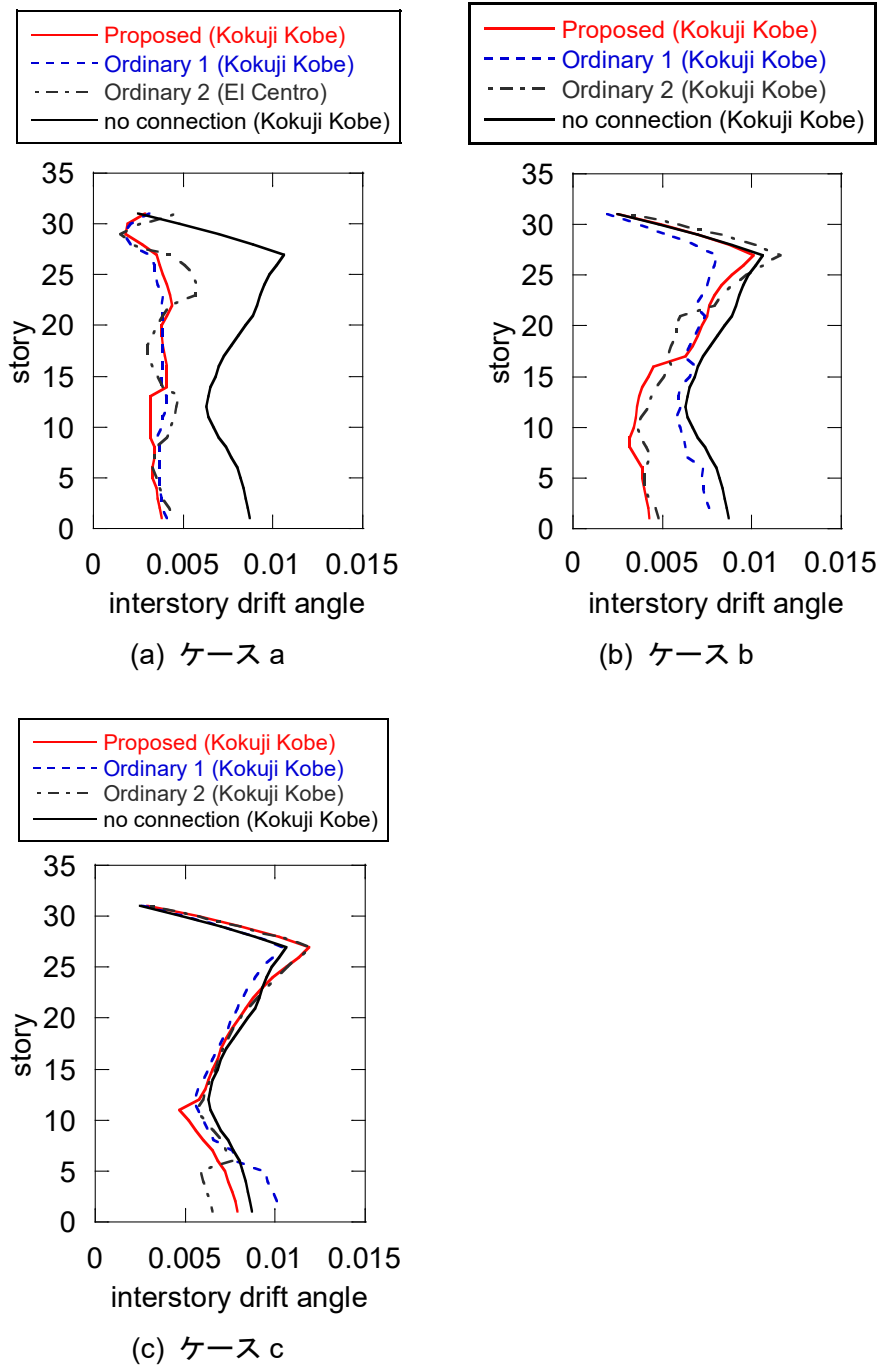 Proposed (Kokuji Kobe)
Ordinary 1 (Kokuji Kobe)
Ordinary 2 (El Centro)
no connection (Kokuji Kobe)
35
30
25
20
15
10
5
0
story
0 0.005 0.01 0.015
interstory drift angle
(a) ケース a
Proposed (Kokuji Kobe)
Ordinary 1 (Kokuji Kobe)
Ordinary 2 (Kokuji Kobe)
no connection (Kokuji Kobe)
35
30
25
20
15
10
5
0
story
0 0.005 0.01 0.015
interstory drift angle
(b) ケース b
Proposed (Kokuji Kobe)
Ordinary 1 (Kokuji Kobe)
Ordinary 2 (Kokuji Kobe)
no connection (Kokuji Kobe)
35
30
25
20
15
10
5
0
story
0 0.005 0.01 0.015
interstory drift angle
(c) ケース c